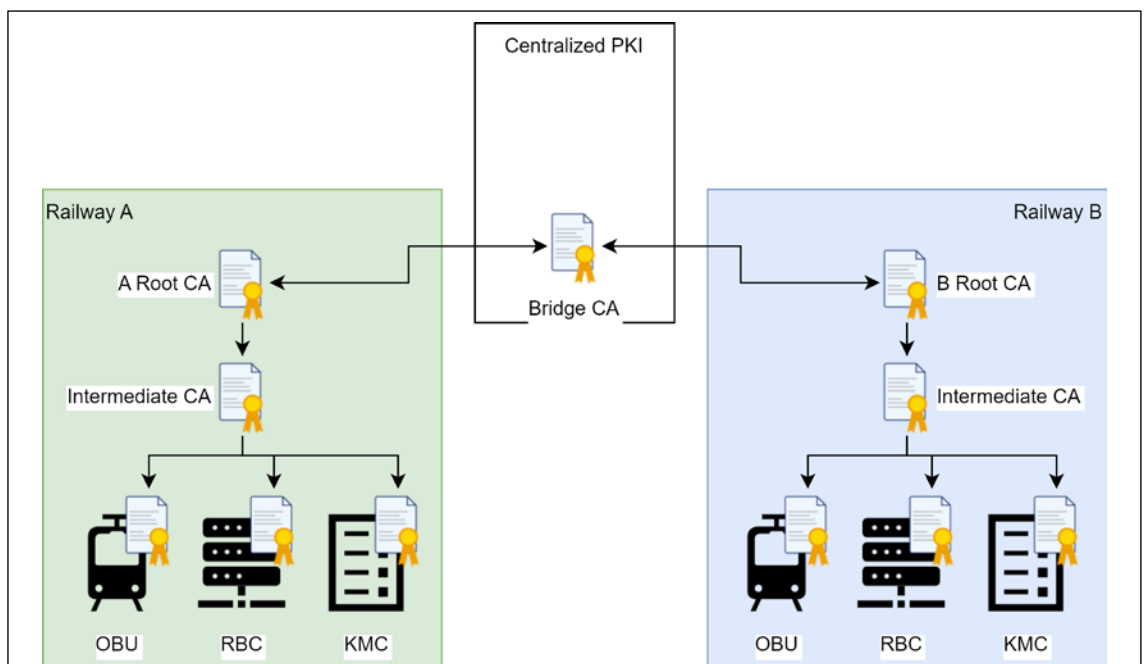 Centralized PKI
Railway A
Railway B
A Root CA
B Root CA
Bridge CA
Intermediate CA
Intermediate CA
OBU
RBC
KMC
OBU
RBC
KMC